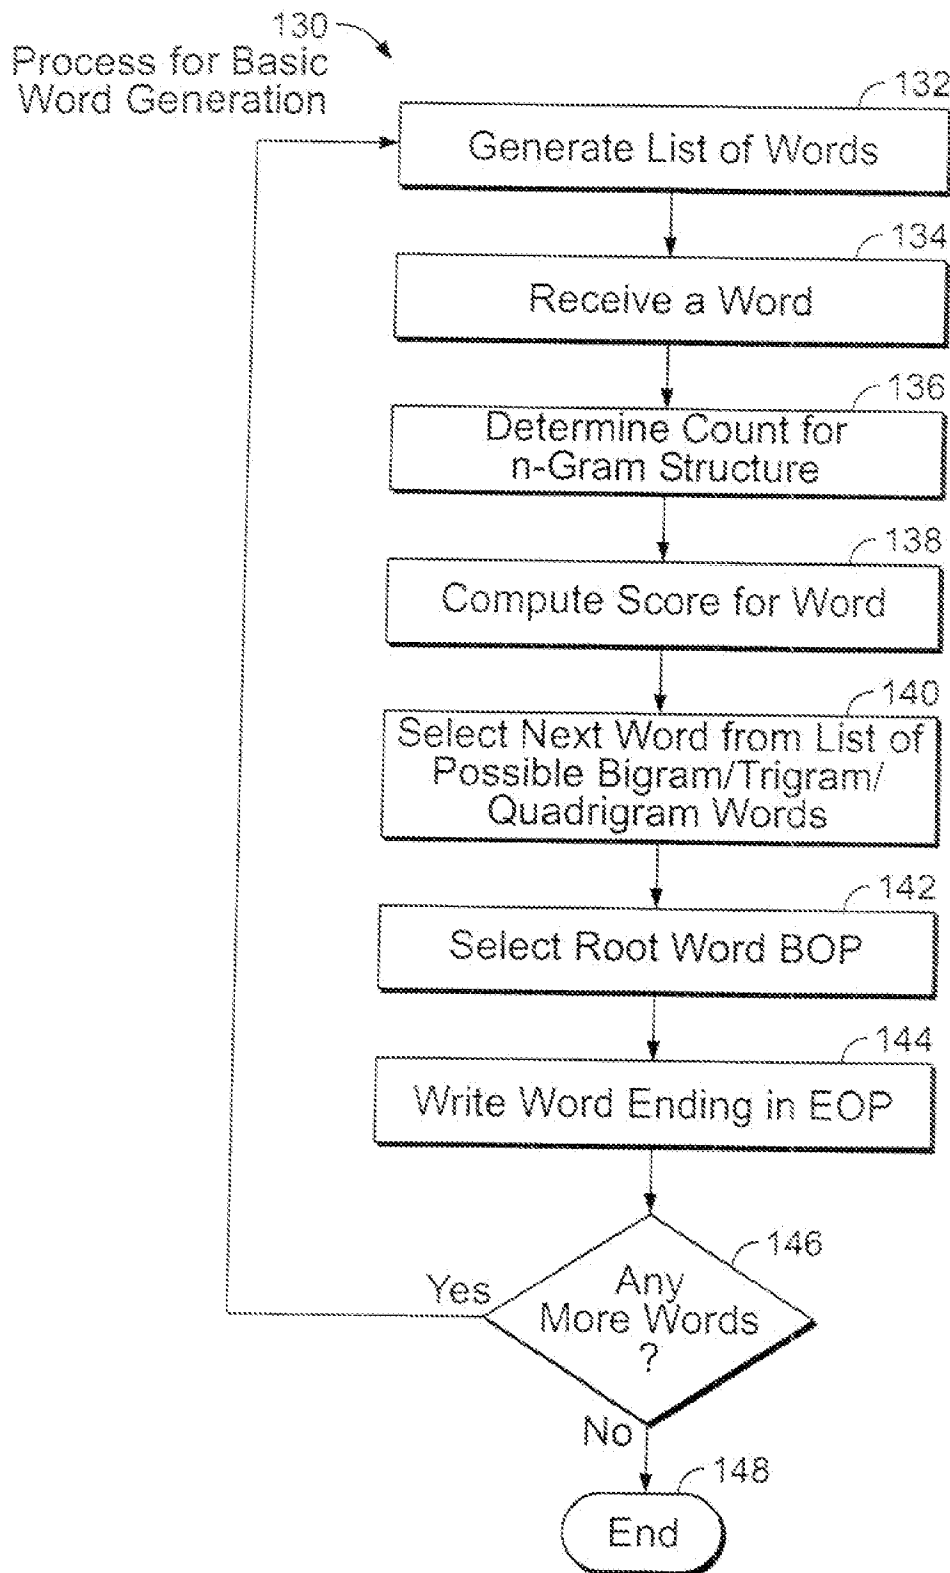 130
Process for Basic
Word Generation
132
Generate List of Words
134
Receive a Word
136
Determine Count for
n-Gram Structure
138
Compute Score for Word
140
Select Next Word from List of
Possible Bigram/Trigram/
Quadrigram Words
142
Select Root Word BOP
144
Write Word Ending in EOP
146
Yes
Any
More Words
?
No
148
End